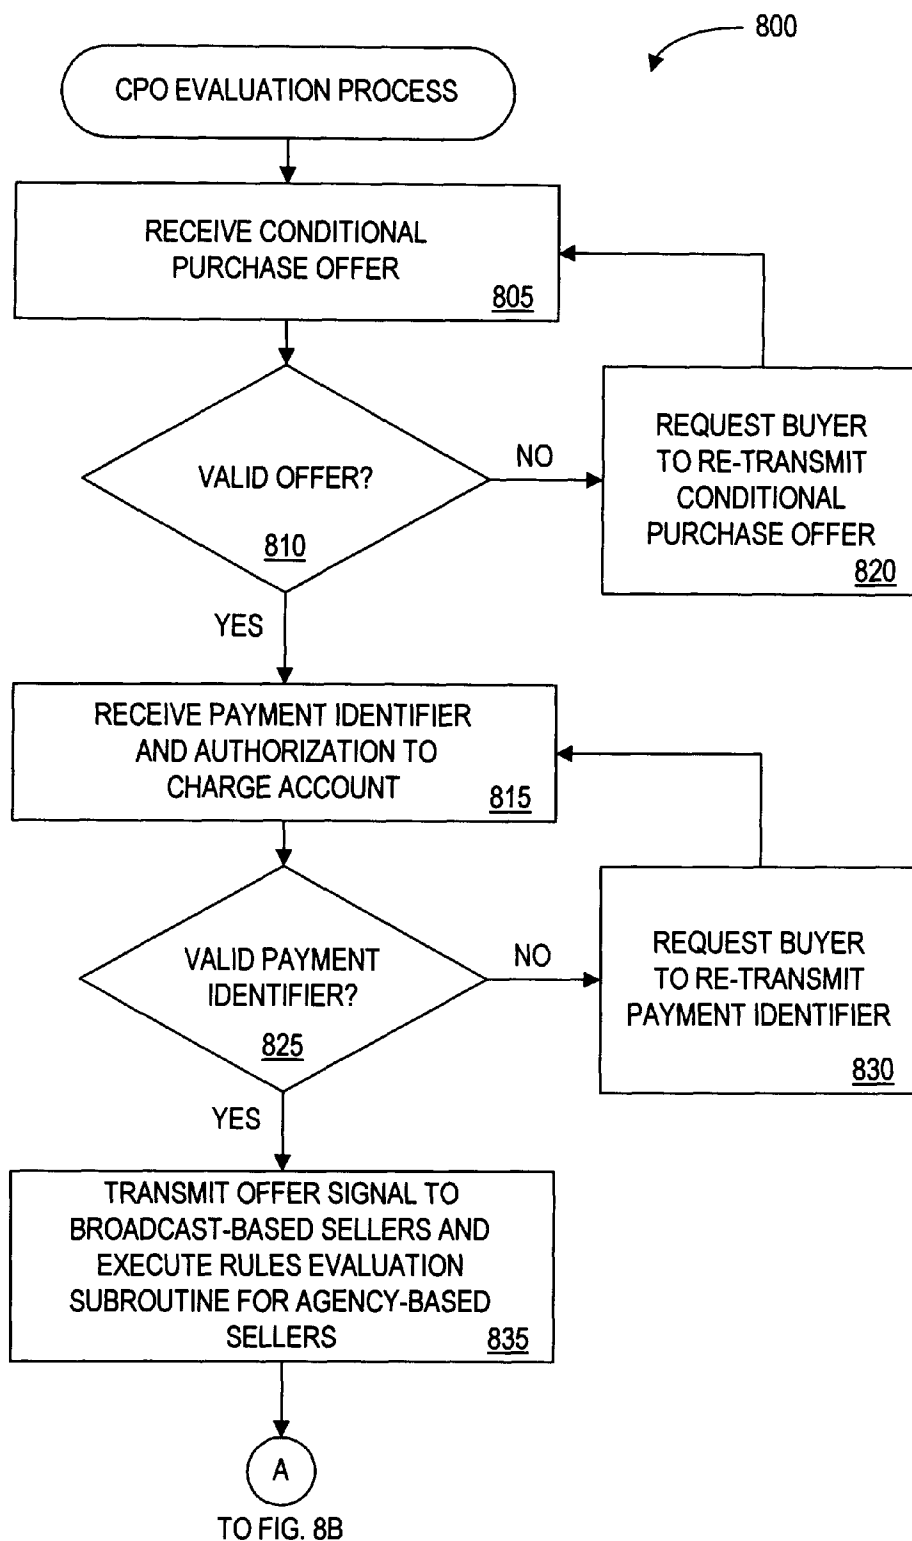 800
CPO EVALUATION PROCESS
RECEIVE CONDITIONAL
PURCHASE OFFER
805
VALID OFFER?
810
NO
REQUEST BUYER
TO RE-TRANSMIT
CONDITIONAL
PURCHASE OFFER
820
YES
RECEIVE PAYMENT IDENTIFIER
AND AUTHORIZATION TO
CHARGE ACCOUNT
815
VALID PAYMENT
IDENTIFIER?
825
NO
REQUEST BUYER
TO RE-TRANSMIT
PAYMENT IDENTIFIER
830
YES
TRANSMIT OFFER SIGNAL TO
BROADCAST-BASED SELLERS AND
EXECUTE RULES EVALUATION
SUBROUTINE FOR AGENCY-BASED
SELLERS
835
A
TO FIG. 8B